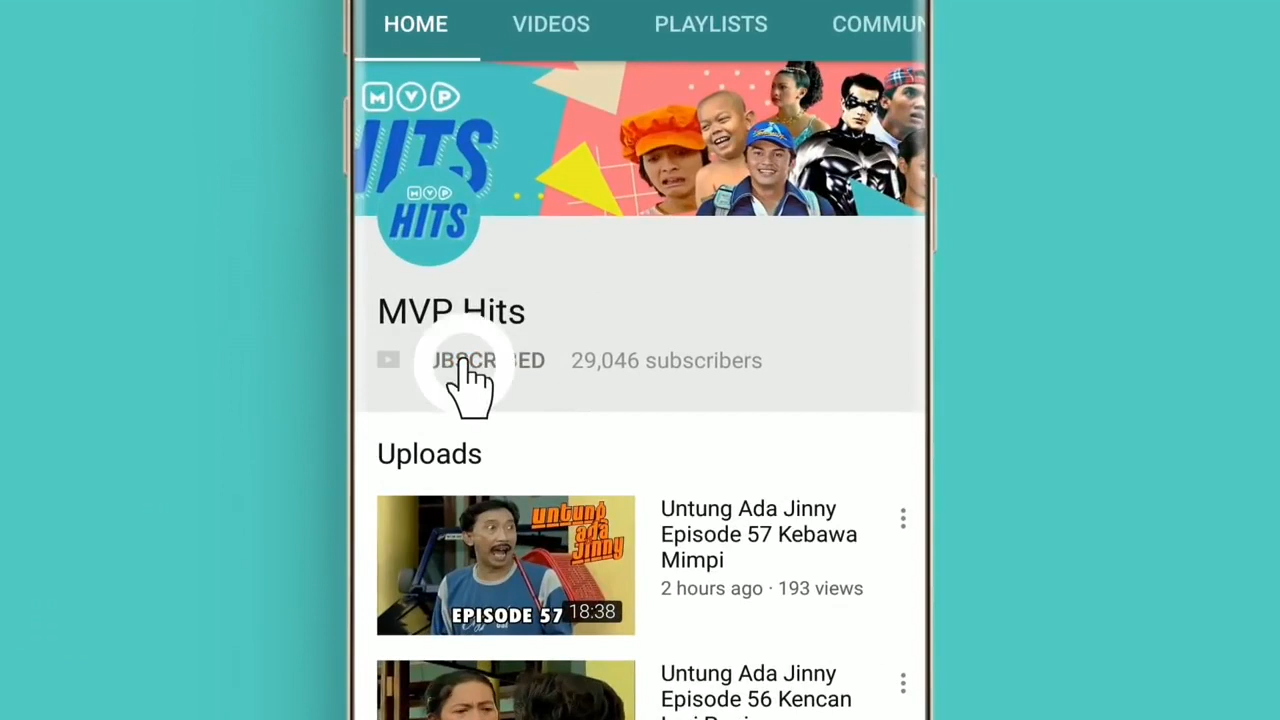 HOME VIDEOS PLAYLISTS COMMUN
MVP
HITS
MVP
HITS
MVP Hits
UBSCRIBED 29,046 subscribers
Uploads
untung
ada
jinny
EPISODE 57 18:38
Untung Ada Jinny
Episode 57 Kebawa
Mimpi
2 hours ago · 193 views
Untung Ada Jinny
Episode 56 Kencan